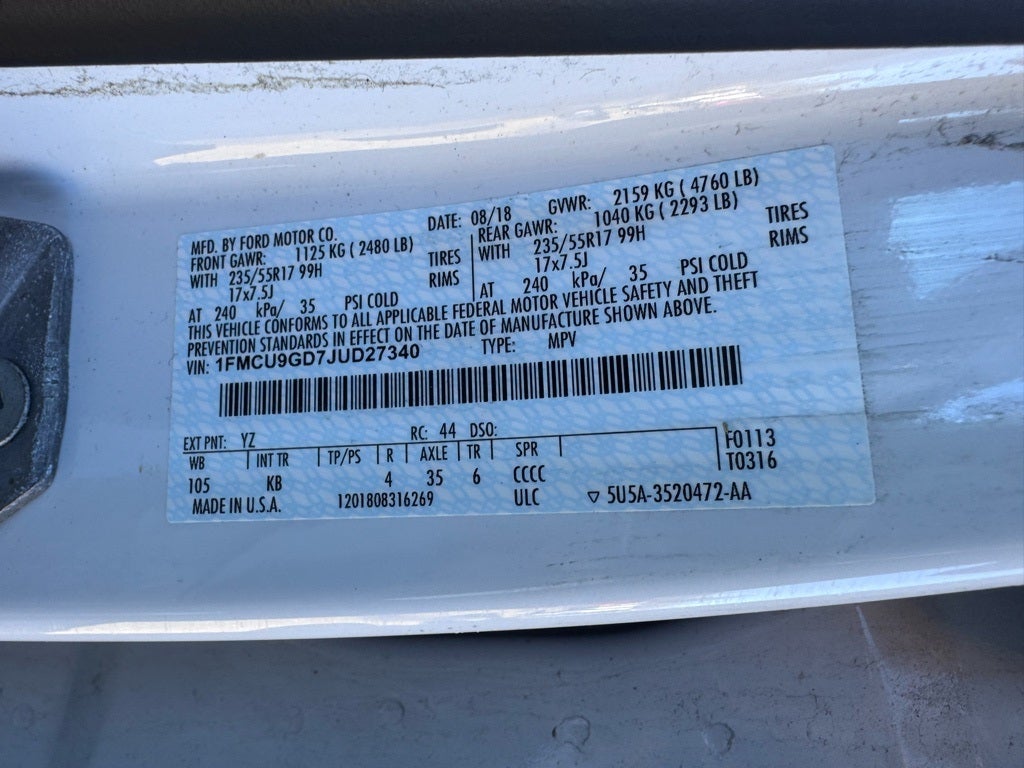 MFD. BY FORD MOTOR CO. DATE: 08/18 GVWR: 2159 KG ( 4760 LB)
FRONT GAWR: 1125 KG ( 2480 LB) REAR GAWR: 1040 KG ( 2293 LB)
WITH 235/55R17 99H TIRES WITH 235/55R17 99H TIRES
17x7.5J RIMS 17x7.5J RIMS
AT 240 kPa/ 35 PSI COLD AT 240 kPa/ 35 PSI COLD
THIS VEHICLE CONFORMS TO ALL APPLICABLE FEDERAL MOTOR VEHICLE SAFETY AND THEFT
PREVENTION STANDARDS IN EFFECT ON THE DATE OF MANUFACTURE SHOWN ABOVE.
VIN: 1FMCU9GD7JUD27340 TYPE: MPV
EXT PNT: YZ RC: 44 DSO: F0113
WB INT TR TP/PS R AXLE TR SPR T0316
105 KB 4 35 6 CCCC
MADE IN U.S.A. 1201808316269 ULC ▽ 5U5A-3520472-AA